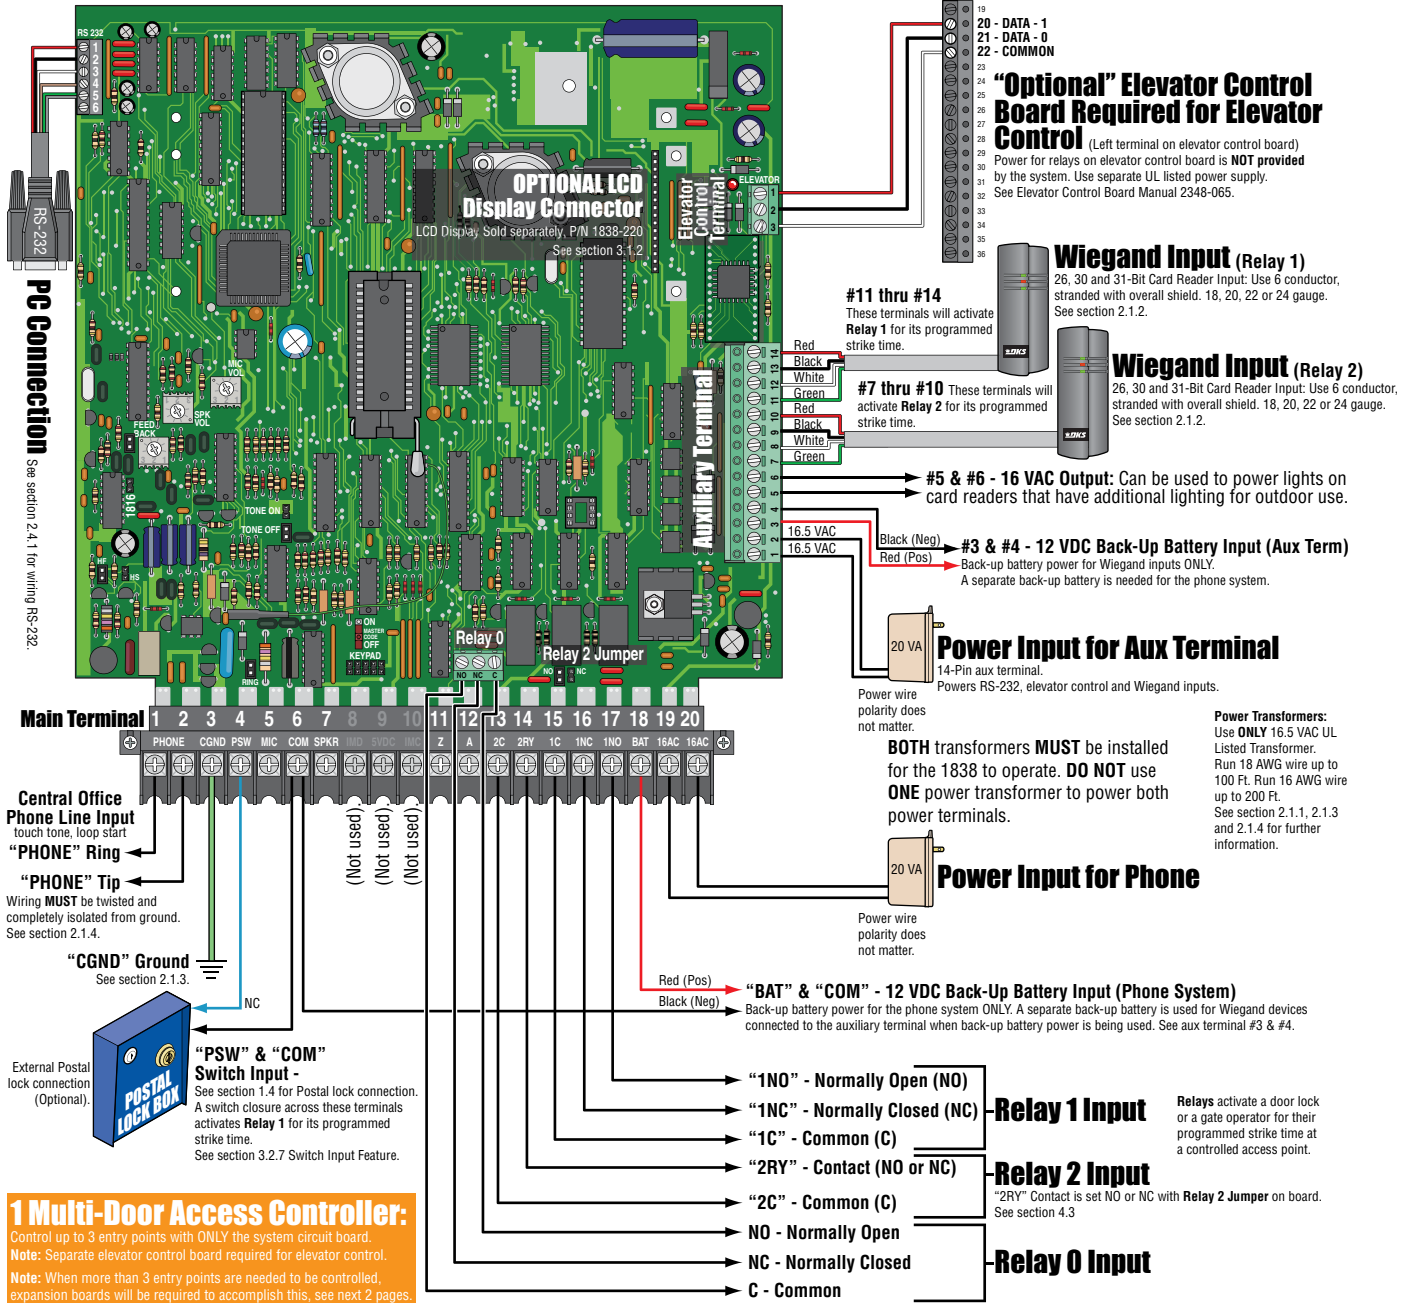 RS 232
1
2
3
4
5
6
RS-232
PC Connection
See section 2.4.1 for wiring RS-232.
OPTIONAL LCD
Display Connector
LCD Display Sold separately, P/N 1838-220
See section 3.1.2
Elevator
Control
Terminal
ELEVATOR
1
2
3
19
20 - DATA - 1
21 - DATA - 0
22 - COMMON
23
24
25
26
27
28
29
30
31
32
33
34
35
36
“Optional” Elevator Control
Board Required for Elevator
Control (Left terminal on elevator control board)
Power for relays on elevator control board is NOT provided
by the system. Use separate UL listed power supply.
See Elevator Control Board Manual 2348-065.
Wiegand Input (Relay 1)
26, 30 and 31-Bit Card Reader Input: Use 6 conductor,
stranded with overall shield. 18, 20, 22 or 24 gauge.
See section 2.1.2.
#11 thru #14
These terminals will activate
Relay 1 for its programmed
strike time.
DKS
Wiegand Input (Relay 2)
26, 30 and 31-Bit Card Reader Input: Use 6 conductor,
stranded with overall shield. 18, 20, 22 or 24 gauge.
See section 2.1.2.
#7 thru #10 These terminals will
activate Relay 2 for its programmed
strike time.
DKS
Red
Black
White
Green
Red
Black
White
Green
Auxiliary Terminal
14
13
12
11
10
9
8
7
6
5
4
3
2
1
#5 & #6 - 16 VAC Output: Can be used to power lights on
card readers that have additional lighting for outdoor use.
16.5 VAC
16.5 VAC
Black (Neg)
Red (Pos)
#3 & #4 - 12 VDC Back-Up Battery Input (Aux Term)
Back-up battery power for Wiegand inputs ONLY.
A separate back-up battery is needed for the phone system.
20 VA
Power Input for Aux Terminal
14-Pin aux terminal.
Powers RS-232, elevator control and Wiegand inputs.
Power wire
polarity does
not matter.
BOTH transformers MUST be installed
for the 1838 to operate. DO NOT use
ONE power transformer to power both
power terminals.
Power Transformers:
Use ONLY 16.5 VAC UL
Listed Transformer.
Run 18 AWG wire up to
100 Ft. Run 16 AWG wire
up to 200 Ft.
See section 2.1.1, 2.1.3
and 2.1.4 for further
information.
20 VA
Power Input for Phone
Power wire
polarity does
not matter.
MIC
VOL
SPK
VOL
FEED
BACK
1816
TONE ON
TONE OFF
HF
HS
RING
ON
MASTER
CODE
OFF
KEYPAD
Relay 0
NO
NC
C
Relay 2 Jumper
NO
NC
Main Terminal
1 2 3 4 5 6 7 8 9 10 11 12 13 14 15 16 17 18 19 20
PHONE CGND PSW MIC COM SPKR IMD 5VDC IMC Z A 2C 2RY 1C 1NC 1NO BAT 16AC 16AC
(Not used).
(Not used).
(Not used).
Central Office
Phone Line Input
touch tone, loop start
“PHONE” Ring
“PHONE” Tip
Wiring MUST be twisted and
completely isolated from ground.
See section 2.1.4.
“CGND” Ground
See section 2.1.3.
NC
POSTAL
LOCK BOX
External Postal
lock connection
(Optional).
“PSW” & “COM”
Switch Input -
See section 1.4 for Postal lock connection.
A switch closure across these terminals
activates Relay 1 for its programmed
strike time.
See section 3.2.7 Switch Input Feature.
Red (Pos)
Black (Neg)
“BAT” & “COM” - 12 VDC Back-Up Battery Input (Phone System)
Back-up battery power for the phone system ONLY. A separate back-up battery is used for Wiegand devices
connected to the auxiliary terminal when back-up battery power is being used. See aux terminal #3 & #4.
“1NO” - Normally Open (NO)
“1NC” - Normally Closed (NC)
“1C” - Common (C)
Relay 1 Input
Relays activate a door lock
or a gate operator for their
programmed strike time at
a controlled access point.
“2RY” - Contact (NO or NC)
“2C” - Common (C)
Relay 2 Input
“2RY” Contact is set NO or NC with Relay 2 Jumper on board.
See section 4.3
NO - Normally Open
NC - Normally Closed
C - Common
Relay 0 Input
1 Multi-Door Access Controller:
Control up to 3 entry points with ONLY the system circuit board.
Note: Separate elevator control board required for elevator control.
Note: When more than 3 entry points are needed to be controlled,
expansion boards will be required to accomplish this, see next 2 pages.